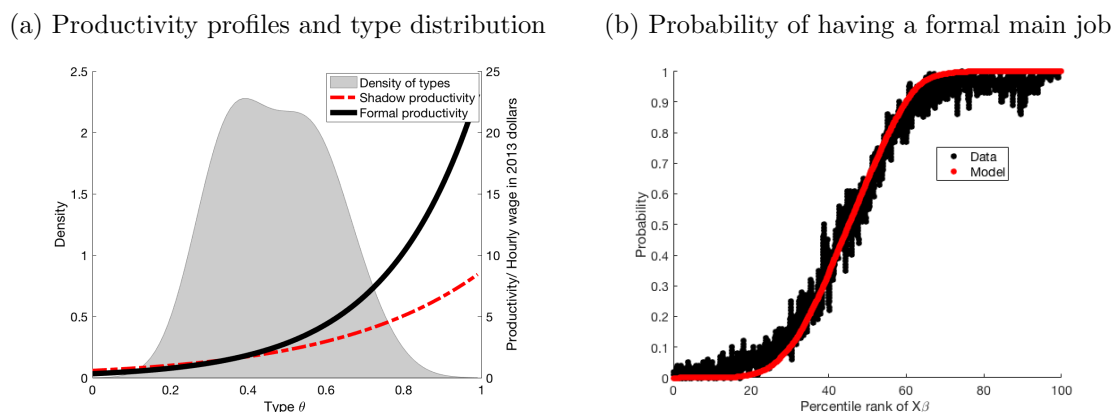 (a) Productivity profiles and type distribution
2.5
2
1.5
1
0.5
0
Density
0
0.2
0.4
0.6
0.8
1
Type θ
25
20
15
10
5
0
Productivity/ Hourly wage in 2013 dollars
Density of types
Shadow productivity
Formal productivity
(b) Probability of having a formal main job
1
0.9
0.8
0.7
0.6
0.5
0.4
0.3
0.2
0.1
0
Probability
0
20
40
60
80
100
Percentile rank of Xβ
Data
Model